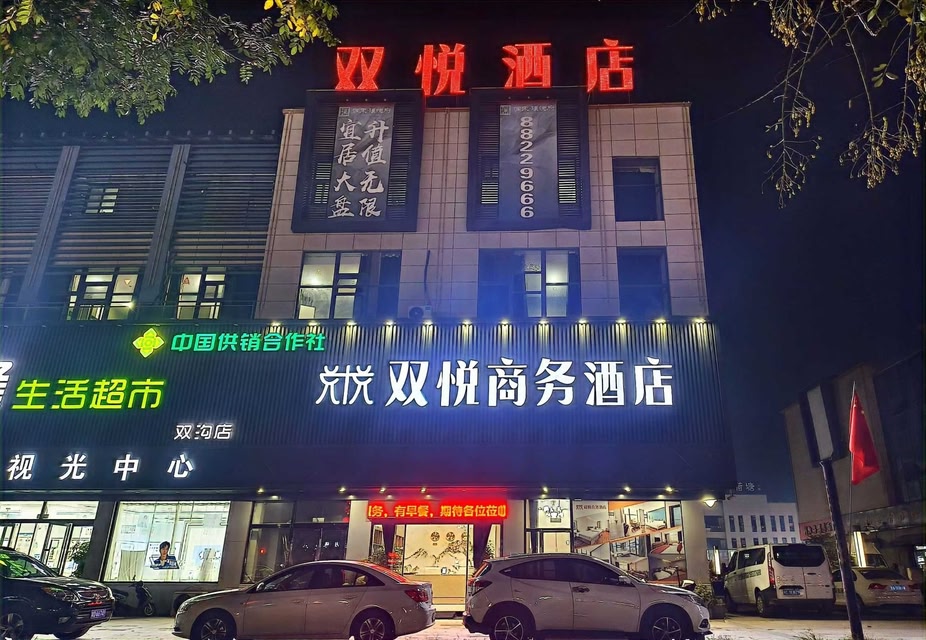 双悦酒店
升值无限
宜居大盘
88229666
中国供销合作社
生活超市
双悦商务酒店
双沟店
视光中心
务，有早餐，期待各位莅临